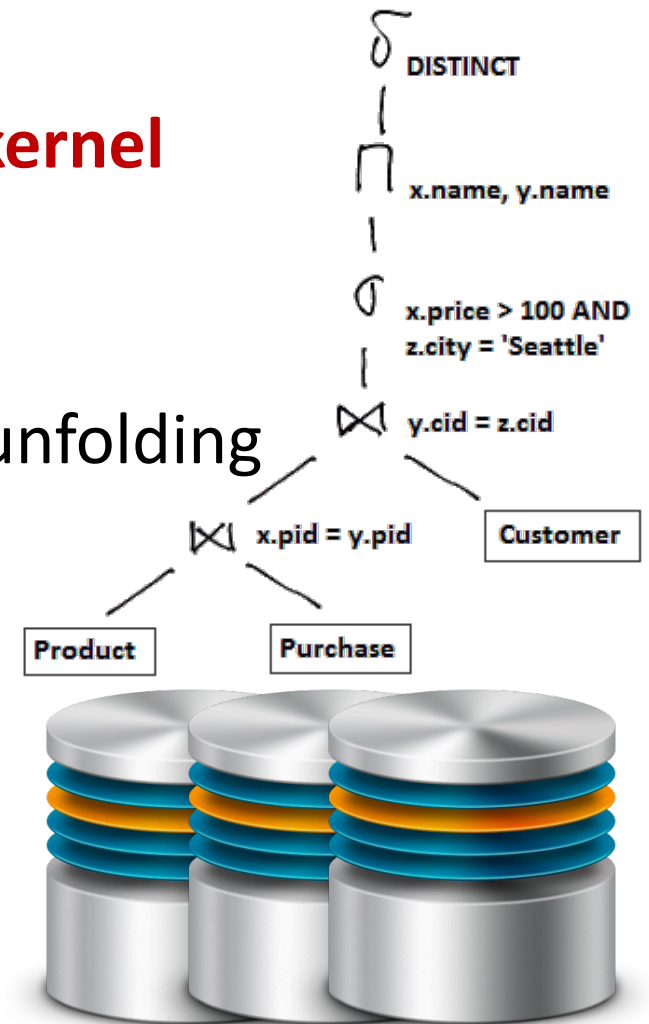 δ
DISTINCT
kernel
Π
x.name, y.name
σ
x.price > 100 AND
z.city = 'Seattle'
unfolding
⋈ y.cid = z.cid
⋈ x.pid = y.pid
Customer
Product
Purchase